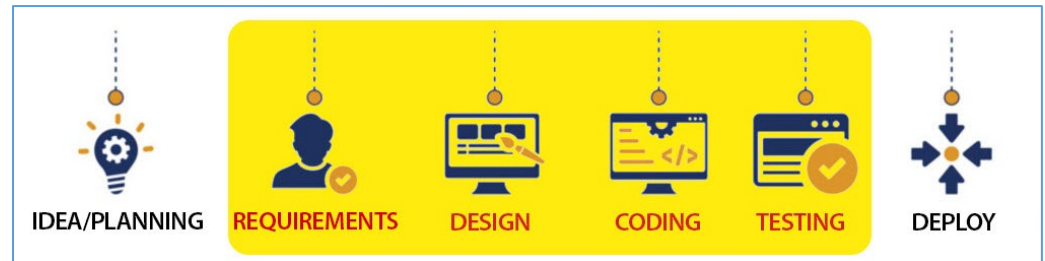 IDEA/PLANNING
REQUIREMENTS
DESIGN
CODING
TESTING
DEPLOY